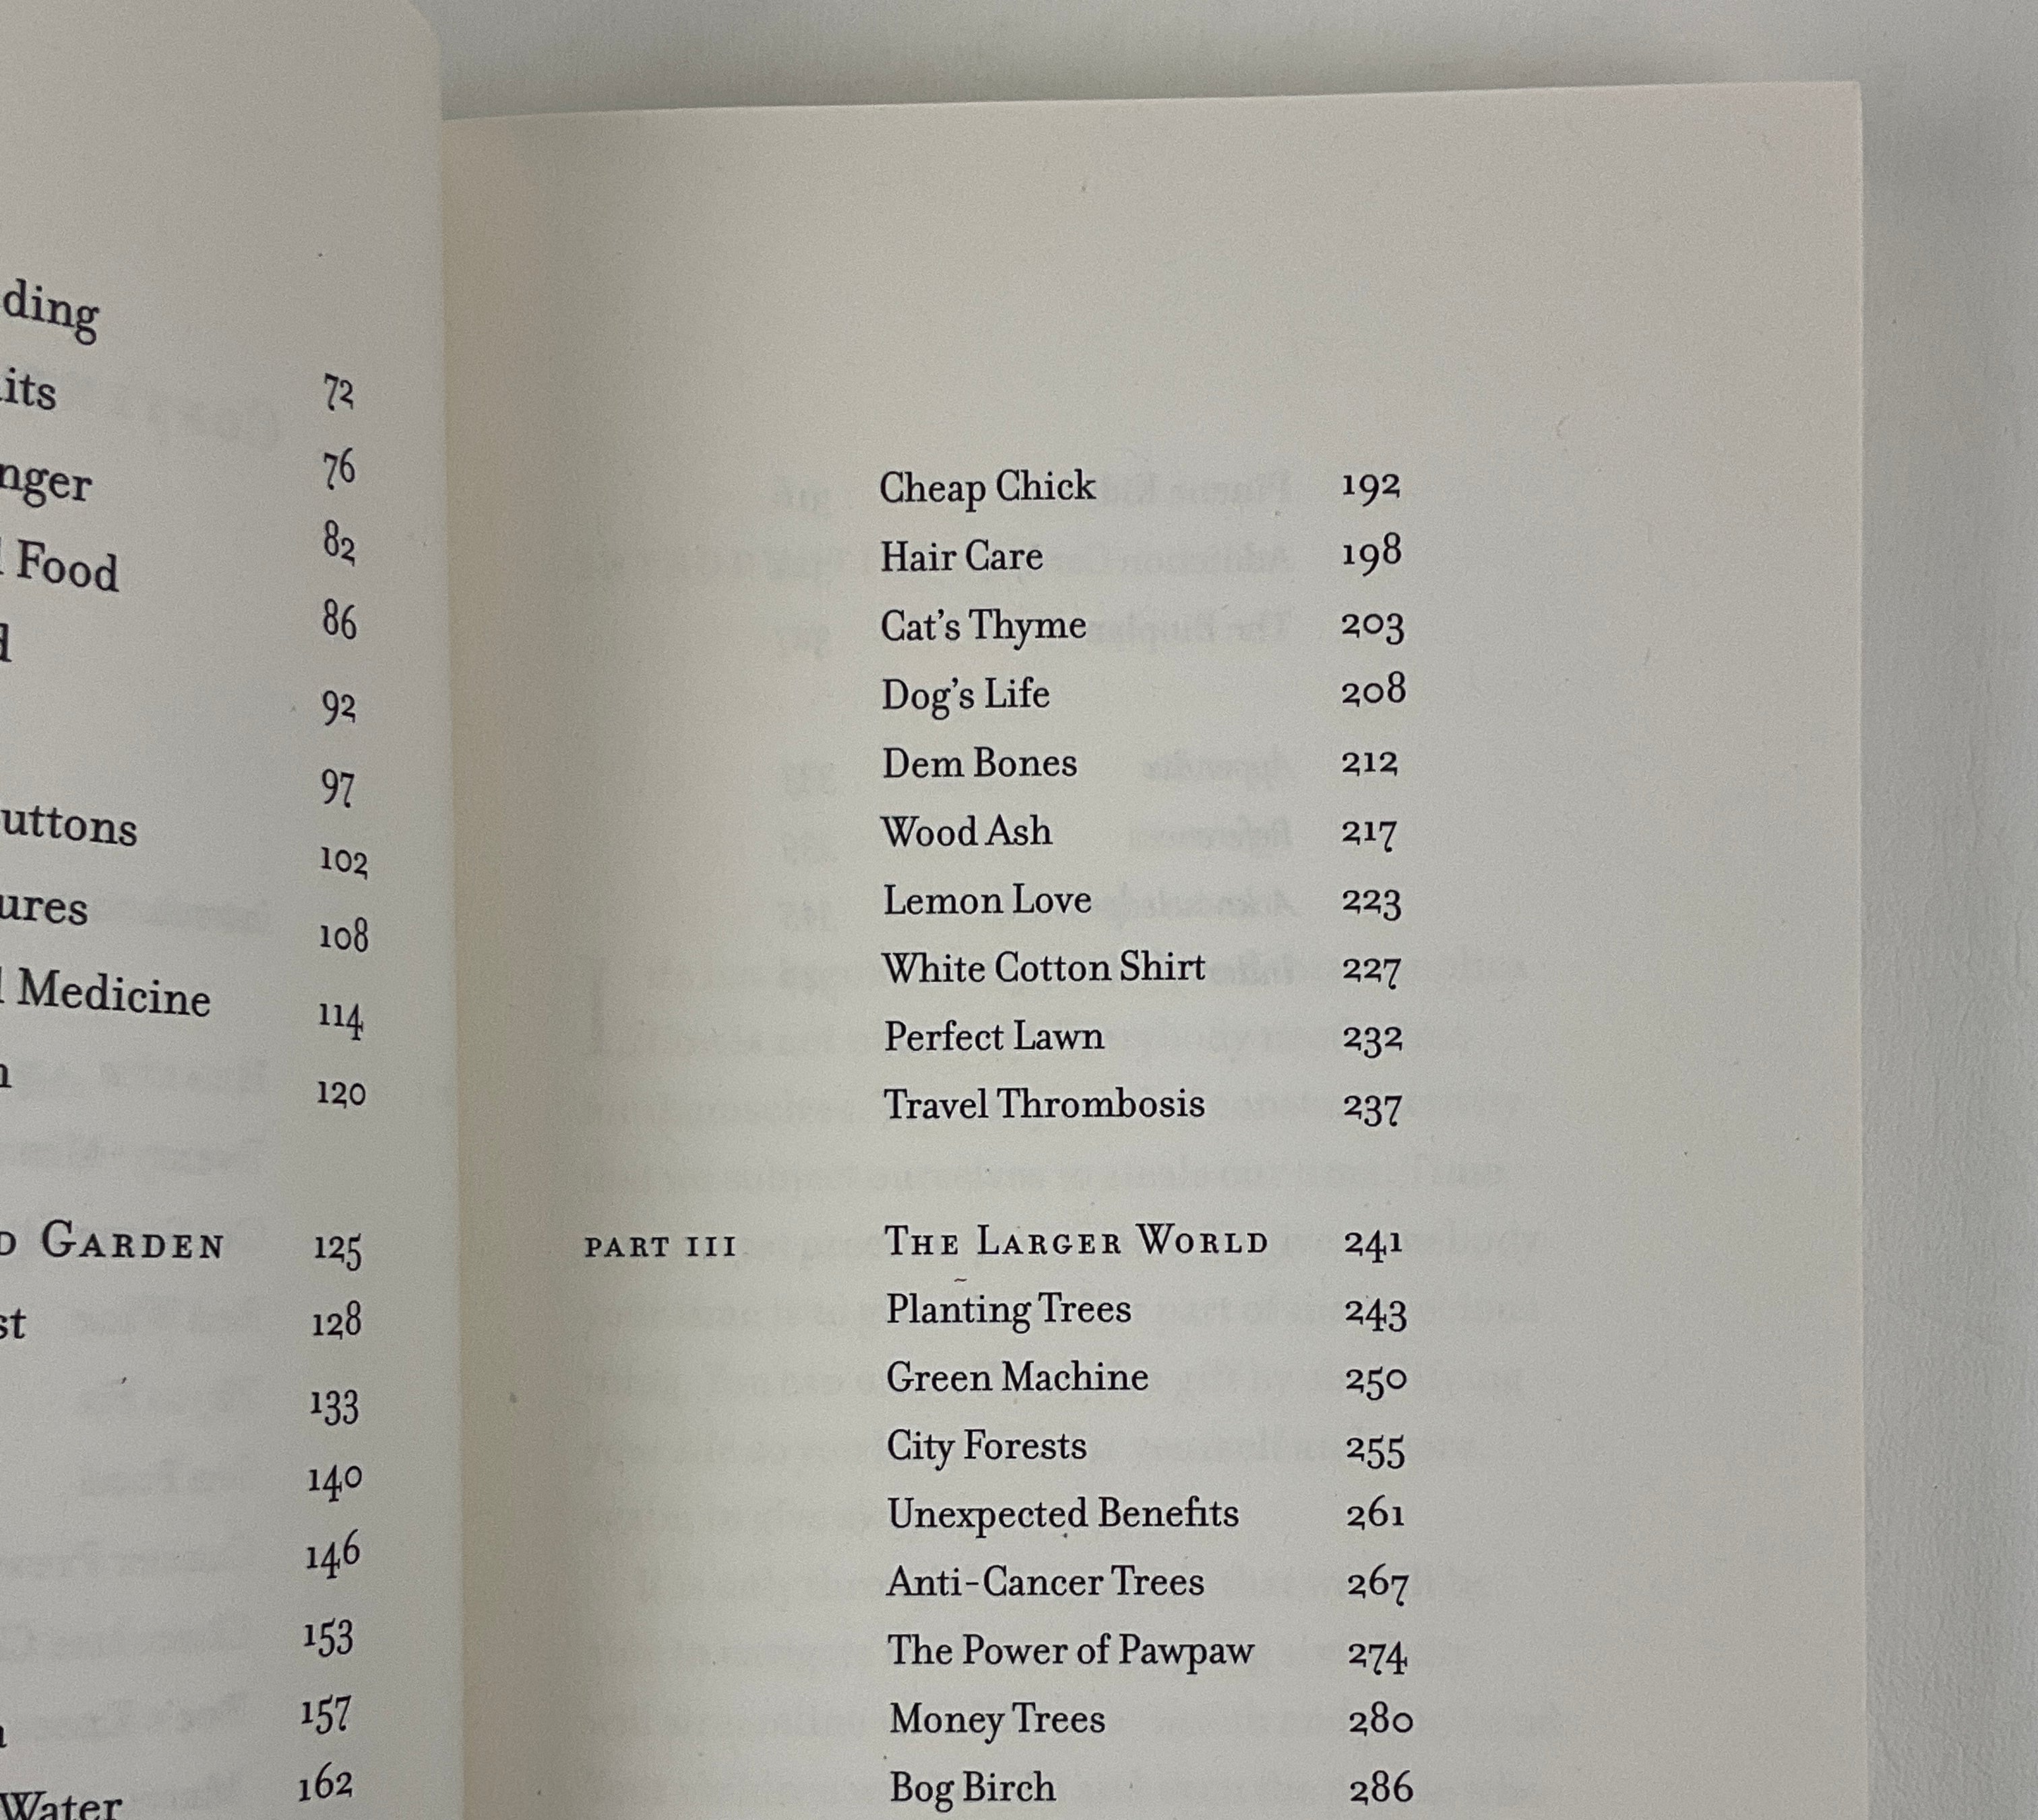 ding
its 72
nger 76
Food 82
86
92
97
uttons 102
ures 108
Medicine 114
120
GARDEN 125
st 128
133
140
146
153
157
Water 162
Cheap Chick 192
Hair Care 198
Cat’s Thyme 203
Dog’s Life 208
Dem Bones 212
Wood Ash 217
Lemon Love 223
White Cotton Shirt 227
Perfect Lawn 232
Travel Thrombosis 237
PART III THE LARGER WORLD 241
Planting Trees 243
Green Machine 250
City Forests 255
Unexpected Benefits 261
Anti-Cancer Trees 267
The Power of Pawpaw 274
Money Trees 280
Bog Birch 286